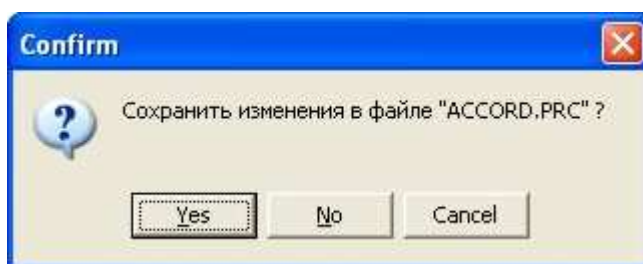 Confirm
Сохранить изменения в файле "ACCORD.PRC" ?
Yes No Cancel